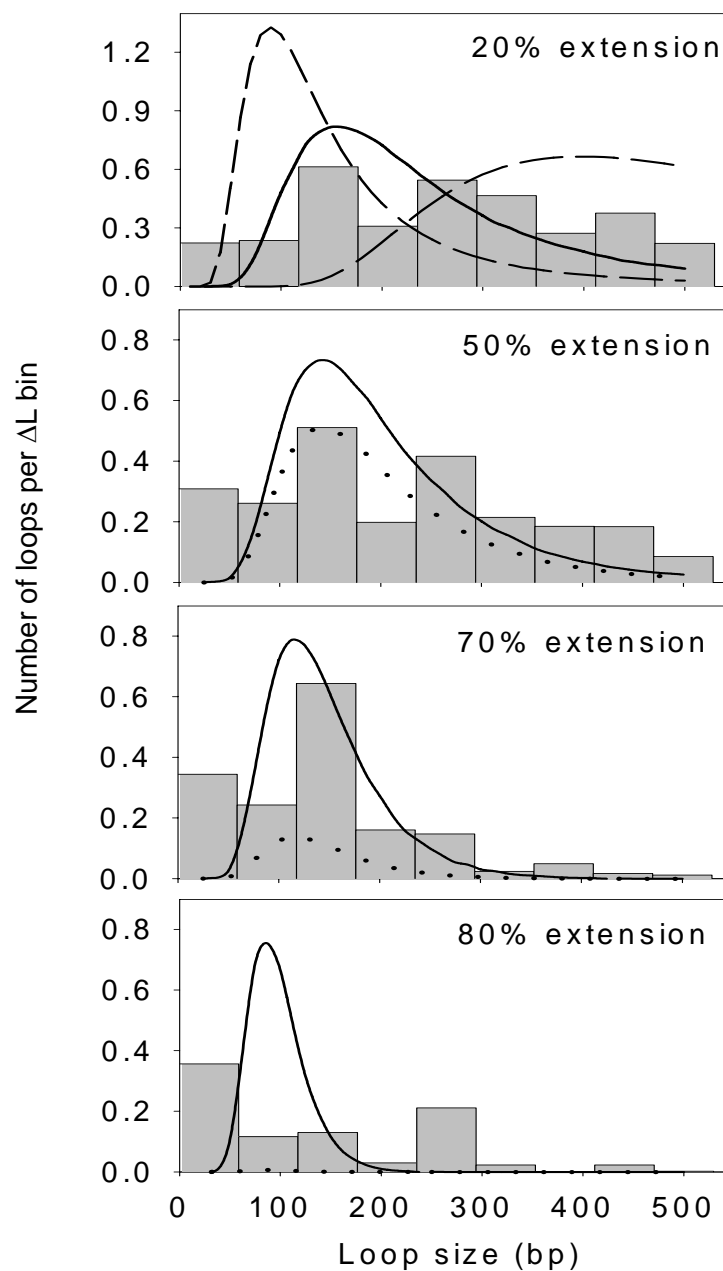 Number of loops per ΔL bin
20% extension
1.2
0.9
0.6
0.3
0.0
50% extension
0.8
0.6
0.4
0.2
0.0
70% extension
0.8
0.6
0.4
0.2
0.0
80% extension
0.8
0.6
0.4
0.2
0.0
0 100 200 300 400 500
Loop size (bp)